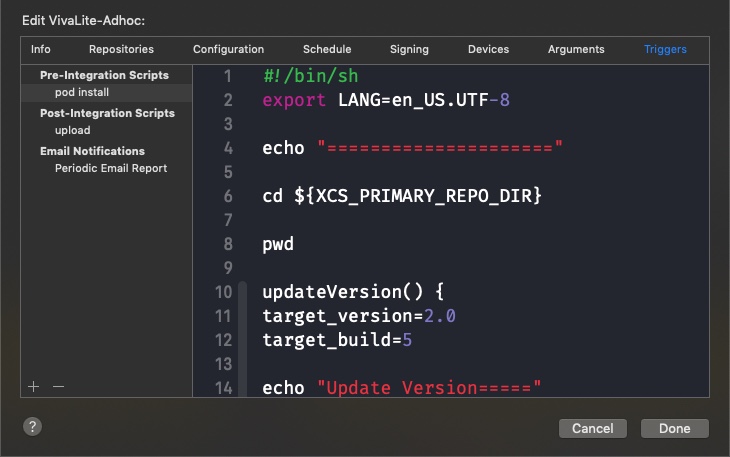 Edit VivaLite-Adhoc:
Info Repositories Configuration Schedule Signing Devices Arguments Triggers
Pre-Integration Scripts
pod install
Post-Integration Scripts
upload
Email Notifications
Periodic Email Report
1 #!/bin/sh
2 export LANG=en_US.UTF-8
3
4 echo "====================="
5
6 cd ${XCS_PRIMARY_REPO_DIR}
7
8 pwd
9
10 updateVersion() {
11 target_version=2.0
12 target_build=5
13
14 echo "Update Version====="
+ −
?
Cancel Done